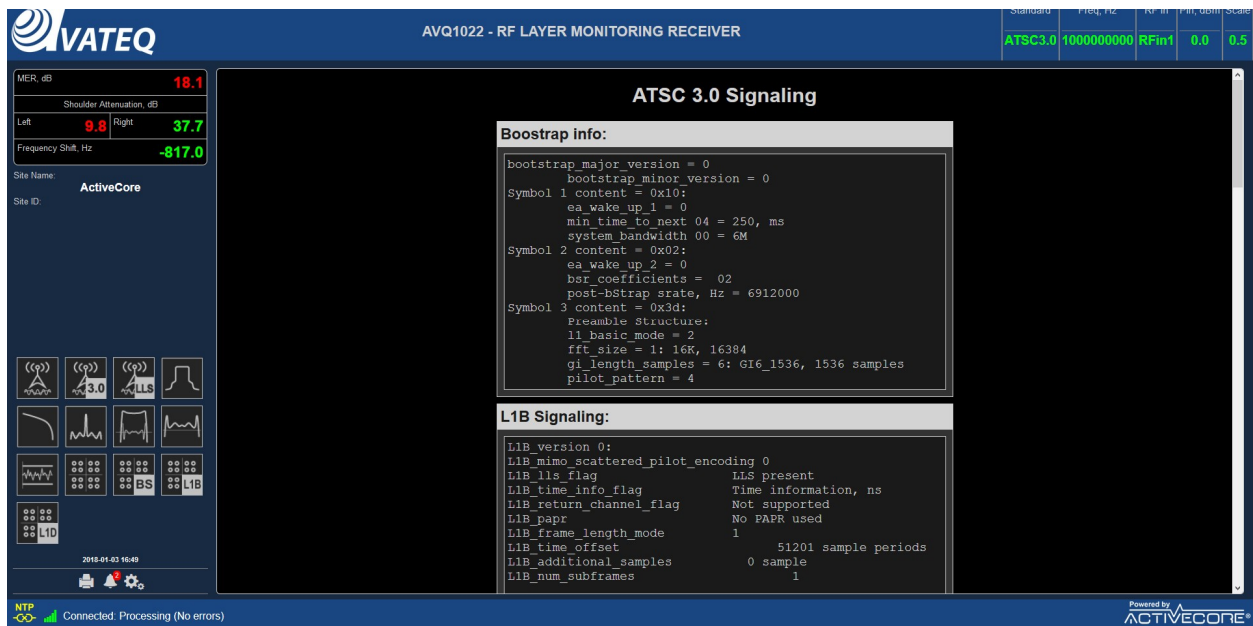 VATEQ
AVQ1022 - RF LAYER MONITORING RECEIVER
Standard Freq, Hz RF In Pin, dBm Scale
ATSC3.0 1000000000 RFin1 0.0 0.5
MER, dB 18.1
Shoulder Attenuation, dB
Left 9.8 Right 37.7
Frequency Shift, Hz -817.0
Site Name:
ActiveCore
Site ID:
3.0 LLS
BS L1B
L1D
2018-01-03 16:49
2
ATSC 3.0 Signaling
Boostrap info:
bootstrap_major_version = 0
bootstrap_minor_version = 0
Symbol 1 content = 0x10:
ea_wake_up_1 = 0
min_time_to_next 04 = 250, ms
system_bandwidth 00 = 6M
Symbol 2 content = 0x02:
ea_wake_up_2 = 0
bsr_coefficients = 02
post-bStrap srate, Hz = 6912000
Symbol 3 content = 0x3d:
Preamble Structure:
l1_basic_mode = 2
fft_size = 1: 16K, 16384
gi_length_samples = 6: GI6_1536, 1536 samples
pilot_pattern = 4
L1B Signaling:
L1B_version 0:
L1B_mimo_scattered_pilot_encoding 0
L1B_lls_flag LLS present
L1B_time_info_flag Time information, ns
L1B_return_channel_flag Not supported
L1B_papr No PAPR used
L1B_frame_length_mode 1
L1B_time_offset 51201 sample periods
L1B_additional_samples 0 sample
L1B_num_subframes 1
NTP
Connected: Processing (No errors)
Powered by
ACTIVECORE